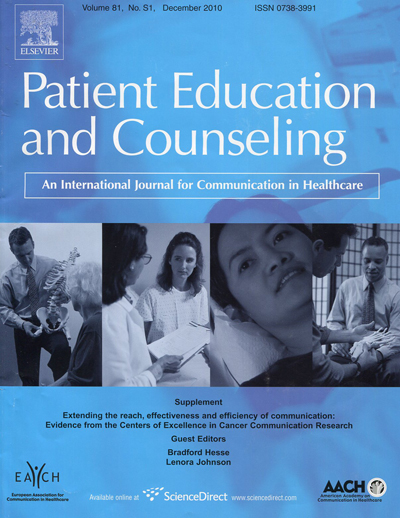 Volume 81, No. S1, December 2010
ISSN 0738-3991
ELSEVIER
Patient Education
and Counseling
An International Journal for Communication in Healthcare
Supplement
Extending the reach, effectiveness and efficiency of communication:
Evidence from the Centers of Excellence in Cancer Communication Research
Guest Editors
Bradford Hesse
Lenora Johnson
EACH
European Association for
Communication in Healthcare
Available online at
ScienceDirect
www.sciencedirect.com
AACH
American Academy on
Communication in Healthcare